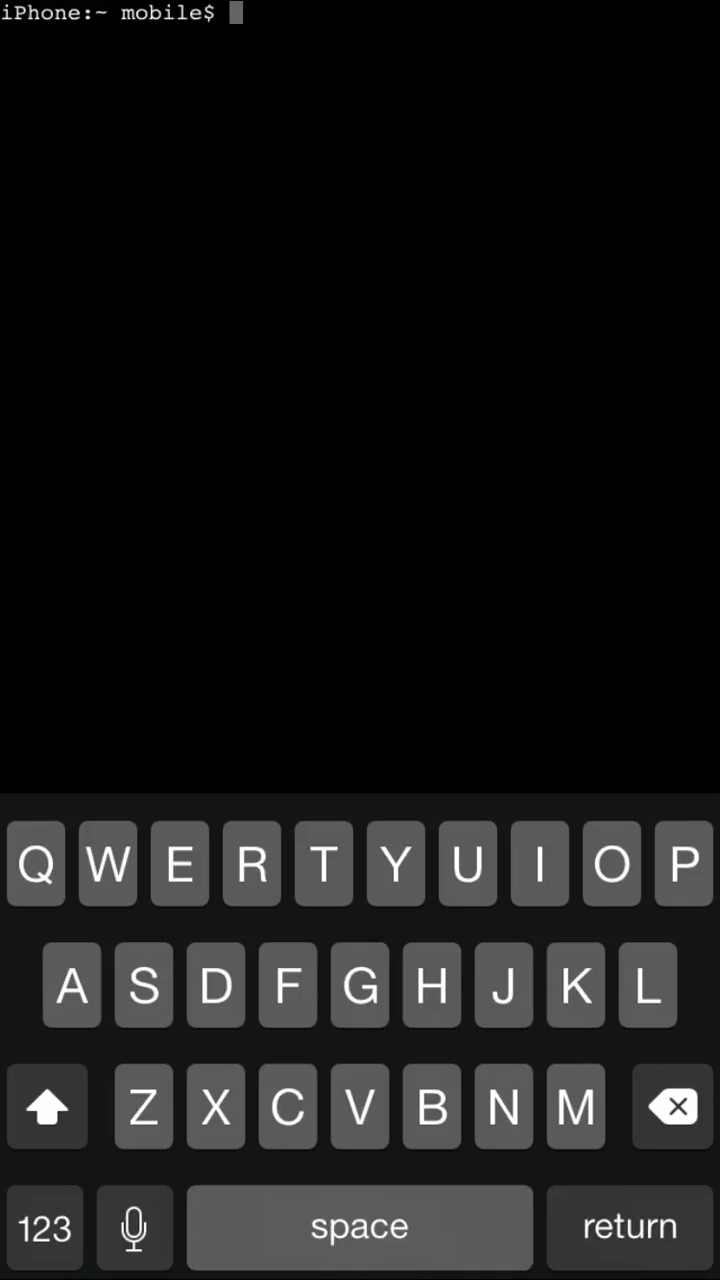 iPhone:~ mobile$
Q W E R T Y U I O P
A S D F G H J K L
Z X C V B N M
123 space return